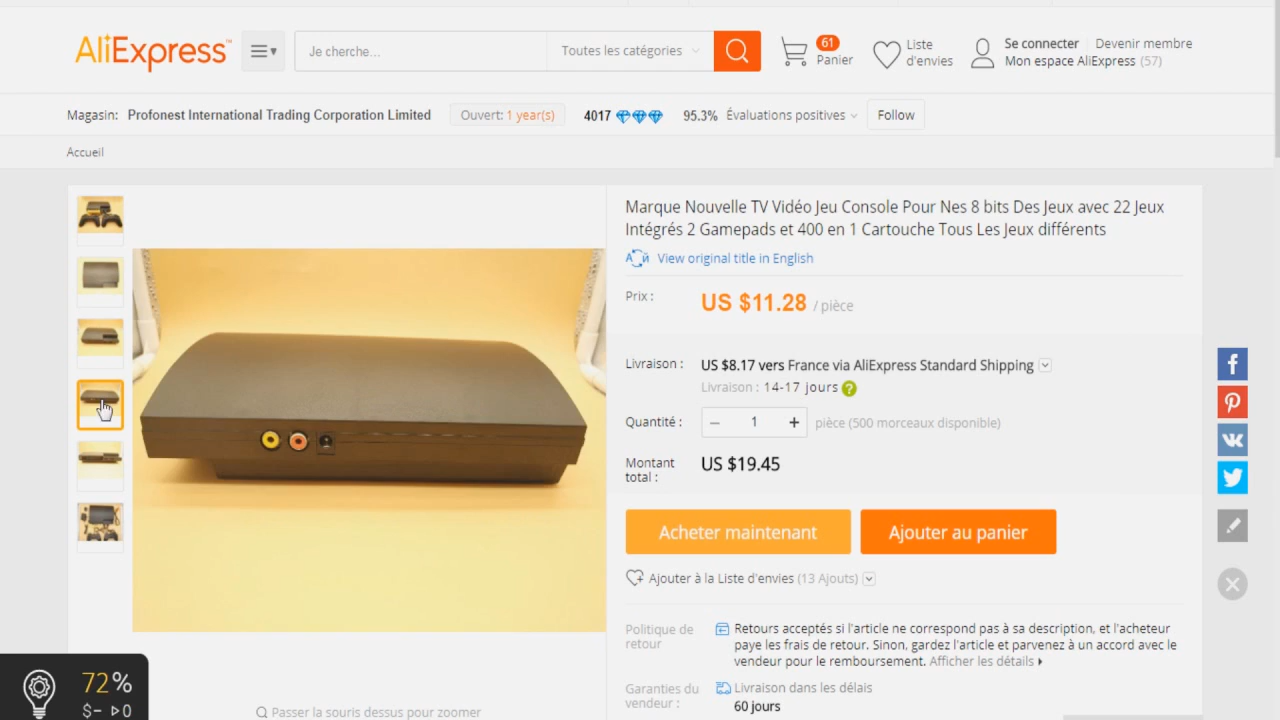 AliExpress™
Je cherche...
Toutes les catégories
61
Panier
Liste
d'envies
Se connecter Devenir membre
Mon espace AliExpress (57)
Magasin: Profonest International Trading Corporation Limited
Ouvert: 1 year(s)
4017
95.3% Évaluations positives
Follow
Accueil
Marque Nouvelle TV Vidéo Jeu Console Pour Nes 8 bits Des Jeux avec 22 Jeux
Intégrés 2 Gamepads et 400 en 1 Cartouche Tous Les Jeux différents
View original title in English
Prix : US $11.28 / pièce
Livraison : US $8.17 vers France via AliExpress Standard Shipping
Livraison : 14-17 jours ?
Quantité : – 1 + pièce (500 morceaux disponible)
Montant
total : US $19.45
Acheter maintenant
Ajouter au panier
Ajouter à la Liste d'envies (13 Ajouts)
Politique de
retour
Retours acceptés si l'article ne correspond pas à sa description, et l'acheteur
paye les frais de retour. Sinon, gardez l'article et parvenez à un accord avec le
vendeur pour le remboursement. Afficher les détails
Garanties du
vendeur :
Livraison dans les délais
60 jours
Passer la souris dessus pour zoomer
72%
$– ▷0